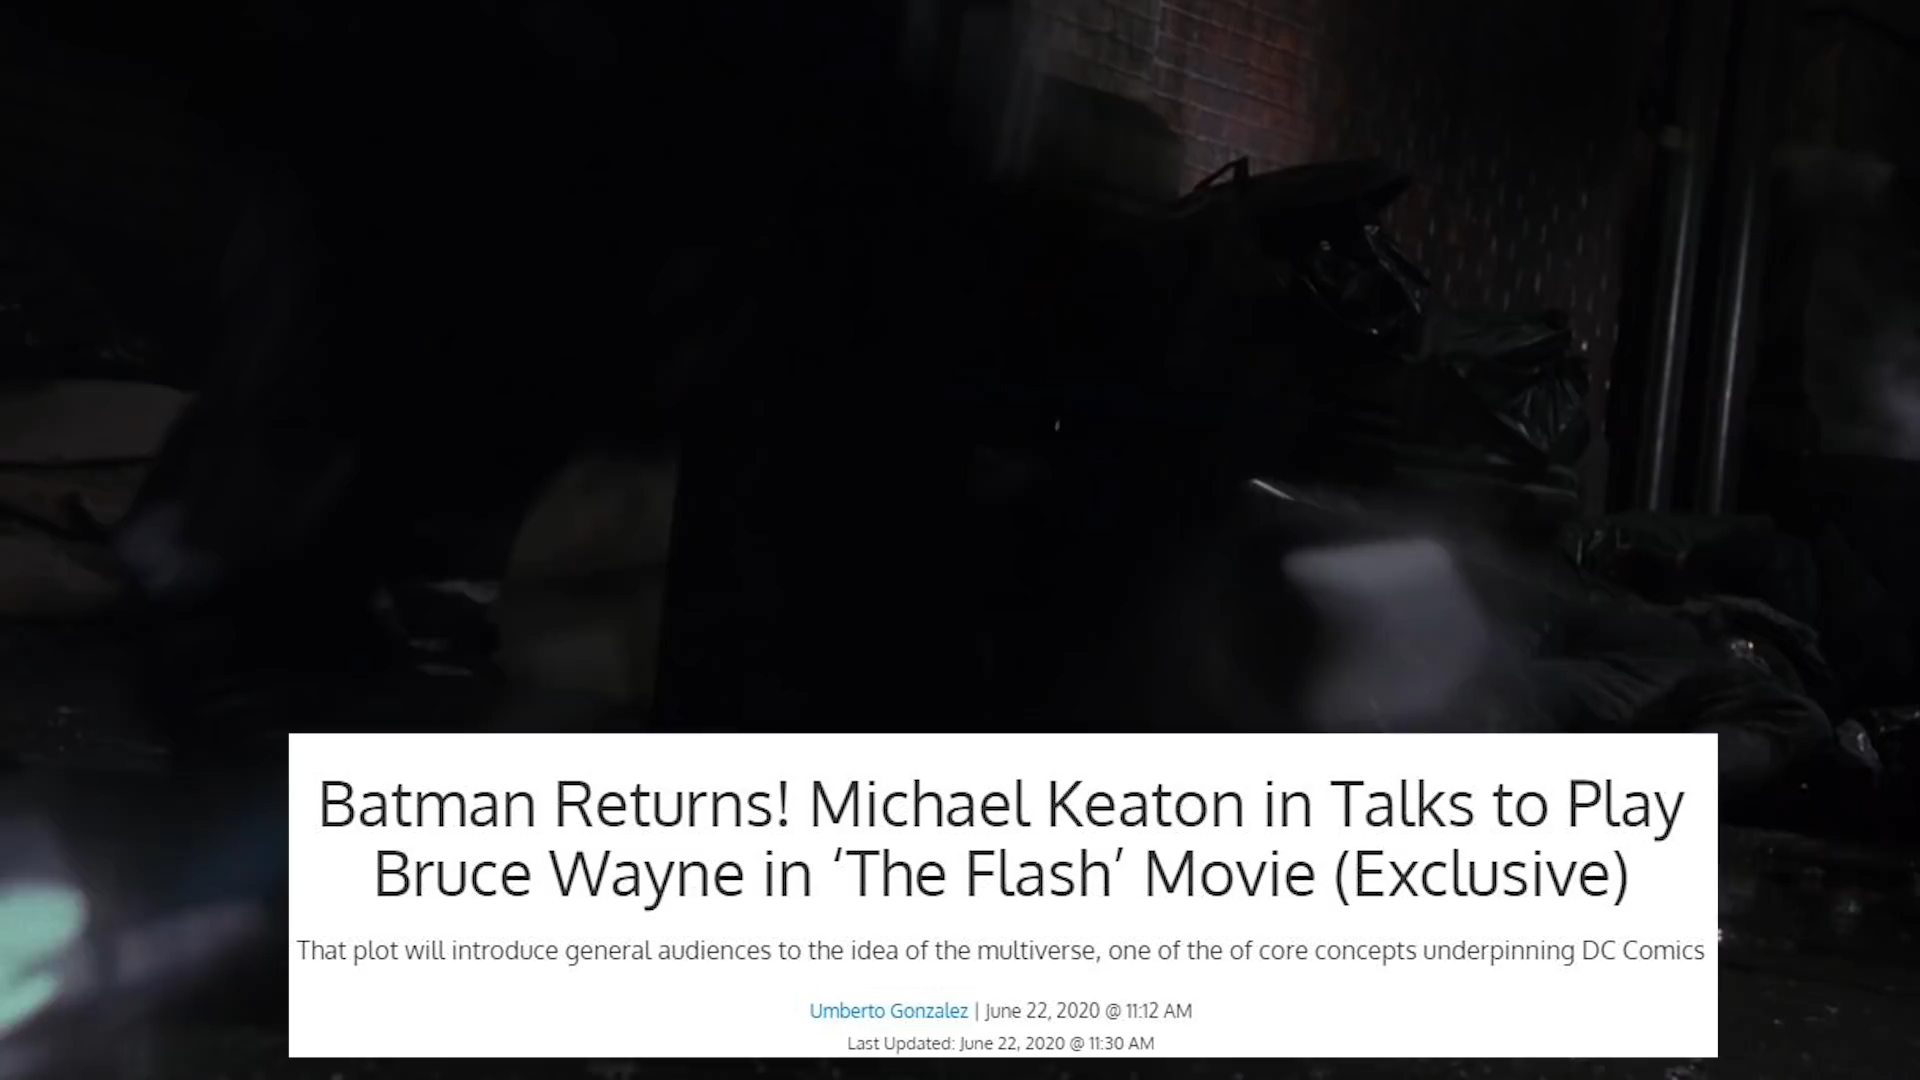 Batman Returns! Michael Keaton in Talks to Play
Bruce Wayne in ‘The Flash’ Movie (Exclusive)
That plot will introduce general audiences to the idea of the multiverse, one of the of core concepts underpinning DC Comics
Umberto Gonzalez | June 22, 2020 @ 11:12 AM
Last Updated: June 22, 2020 @ 11:30 AM